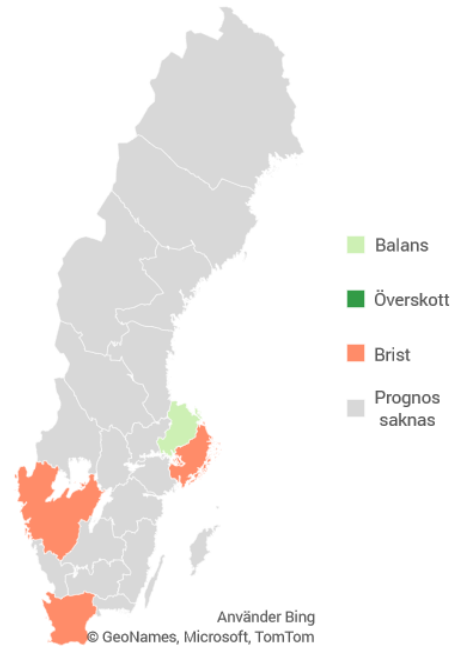 Balans
Överskott
Brist
Prognos
saknas
Använder Bing
© GeoNames, Microsoft, TomTom